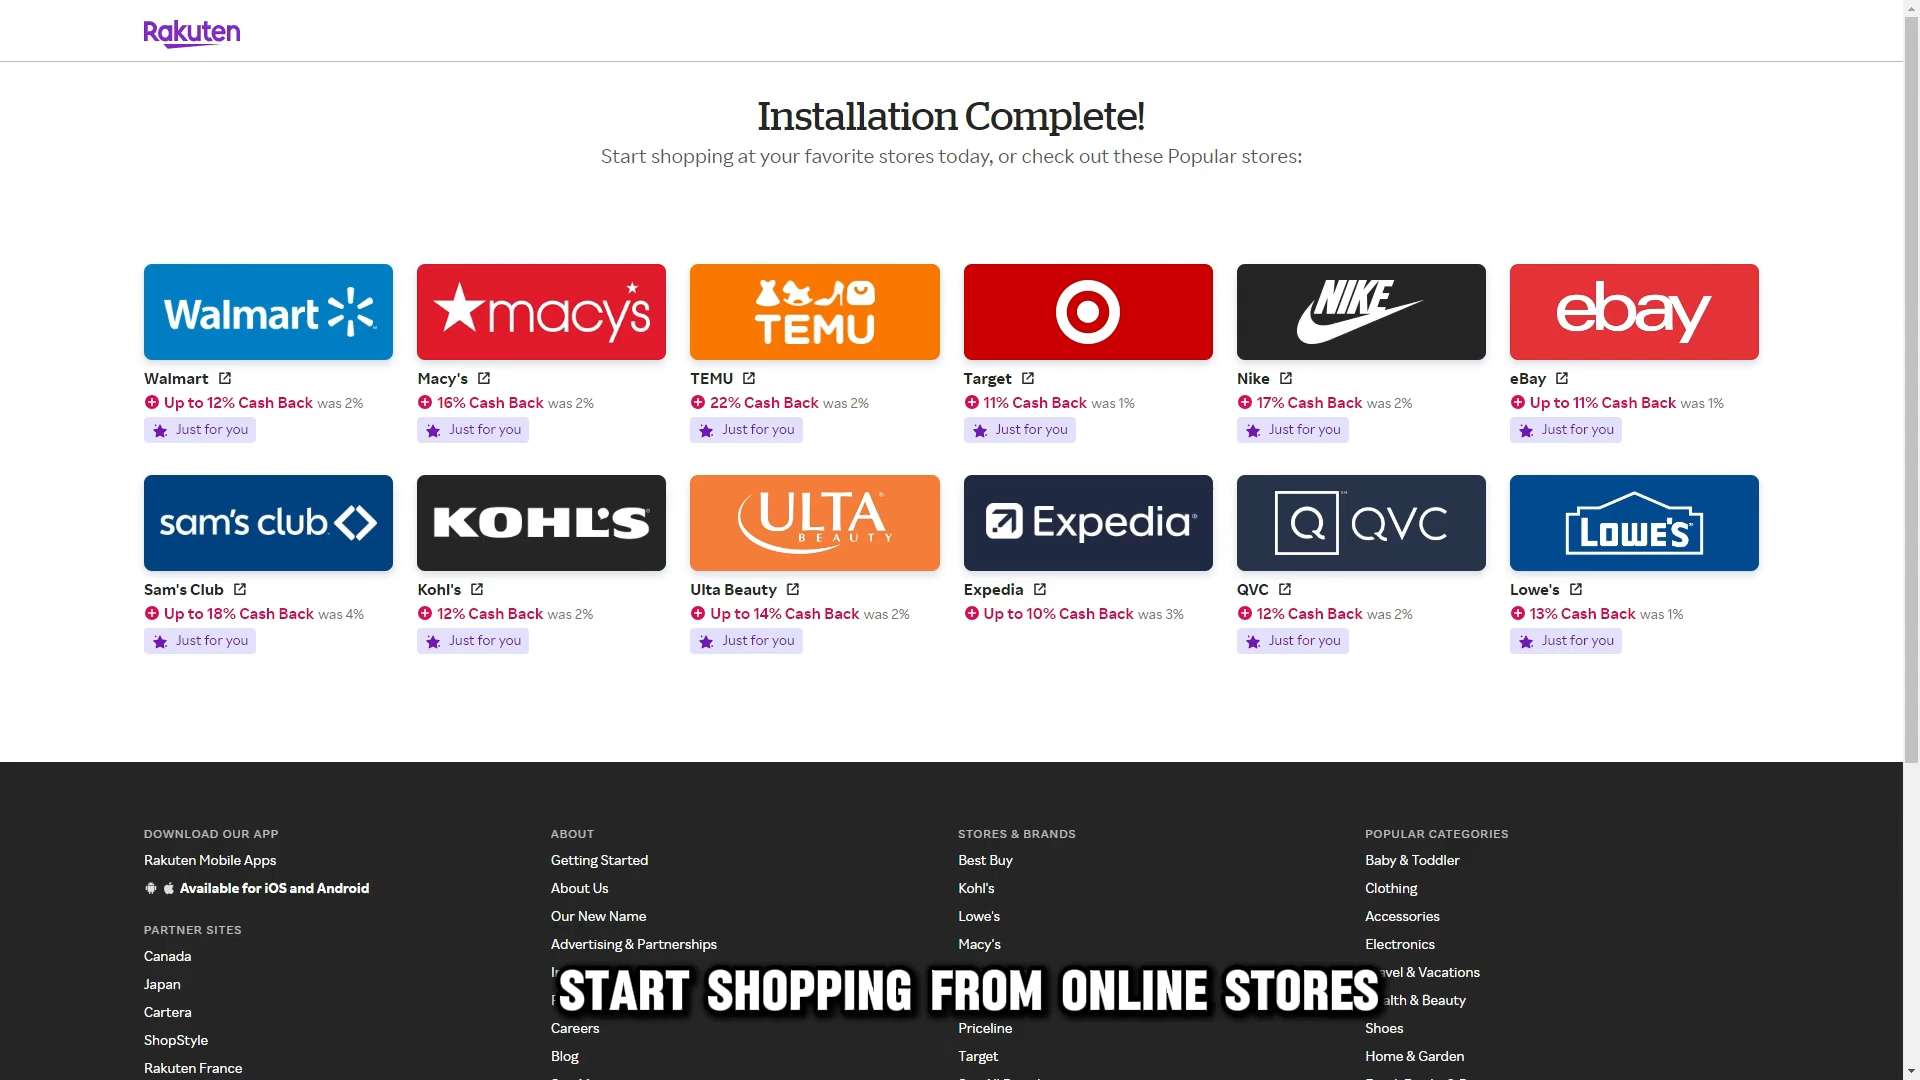 Rakuten
Installation Complete!
Start shopping at your favorite stores today, or check out these Popular stores:
Walmart
macy's
TEMU
NIKE
ebay
Walmart
Up to 12% Cash Back was 2%
Just for you
Macy's
16% Cash Back was 2%
Just for you
TEMU
22% Cash Back was 2%
Just for you
Target
11% Cash Back was 1%
Just for you
Nike
17% Cash Back was 2%
Just for you
eBay
Up to 11% Cash Back was 1%
Just for you
sam's club
KOHL'S
ULTA
BEAUTY
Expedia
Q QVC
LOWE'S
Sam's Club
Up to 18% Cash Back was 4%
Just for you
Kohl's
12% Cash Back was 2%
Just for you
Ulta Beauty
Up to 14% Cash Back was 2%
Just for you
Expedia
Up to 10% Cash Back was 3%
QVC
12% Cash Back was 2%
Just for you
Lowe's
13% Cash Back was 1%
Just for you
DOWNLOAD OUR APP
Rakuten Mobile Apps
Available for iOS and Android
PARTNER SITES
Canada
Japan
Cartera
ShopStyle
Rakuten France
ABOUT
Getting Started
About Us
Our New Name
Advertising & Partnerships
Careers
Blog
STORES & BRANDS
Best Buy
Kohl's
Lowe's
Macy's
Priceline
Target
POPULAR CATEGORIES
Baby & Toddler
Clothing
Accessories
Electronics
& Vacations
& Beauty
Shoes
Home & Garden
START SHOPPING FROM ONLINE STORES